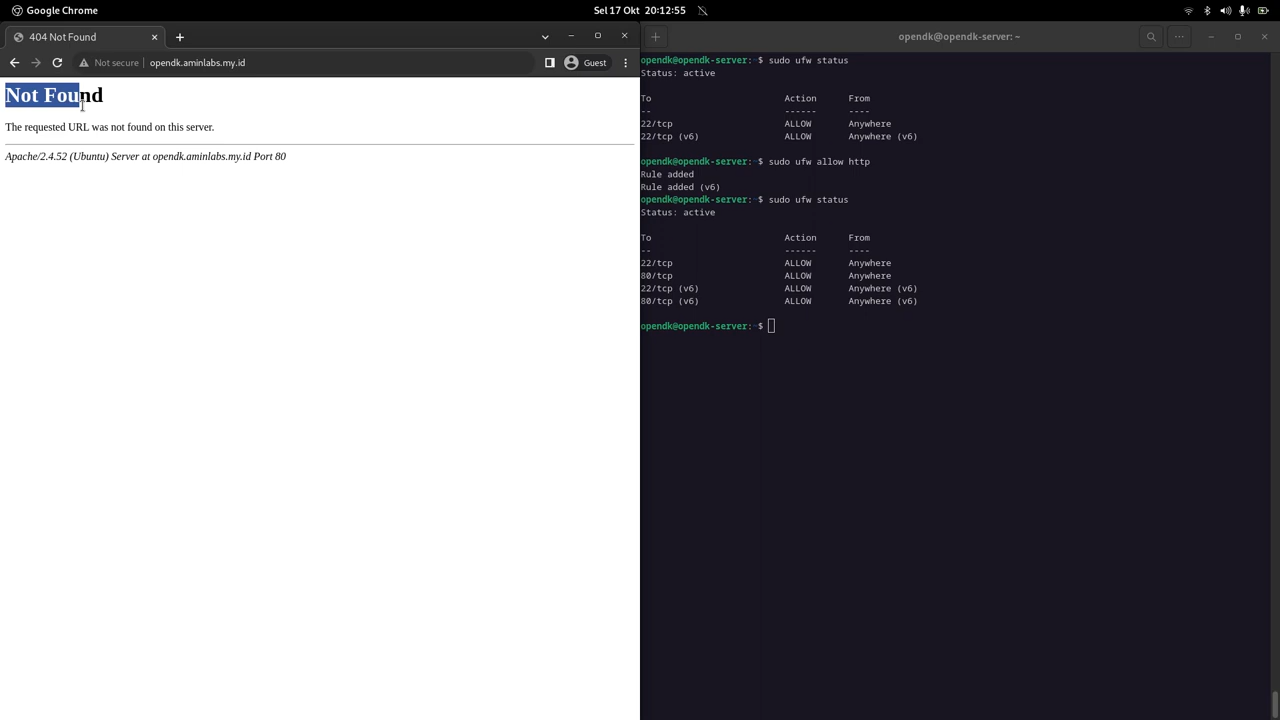 Google Chrome
Sel 17 Okt 20:12:55
404 Not Found
Not secure
opendk.aminlabs.my.id
Guest
Not Found
The requested URL was not found on this server.
Apache/2.4.52 (Ubuntu) Server at opendk.aminlabs.my.id Port 80
opendk@opendk-server: ~
opendk@opendk-server:~$ sudo ufw status
Status: active
To Action From
-- ------ ----
22/tcp ALLOW Anywhere
22/tcp (v6) ALLOW Anywhere (v6)
opendk@opendk-server:~$ sudo ufw allow http
Rule added
Rule added (v6)
opendk@opendk-server:~$ sudo ufw status
Status: active
To Action From
-- ------ ----
22/tcp ALLOW Anywhere
80/tcp ALLOW Anywhere
22/tcp (v6) ALLOW Anywhere (v6)
80/tcp (v6) ALLOW Anywhere (v6)
opendk@opendk-server:~$